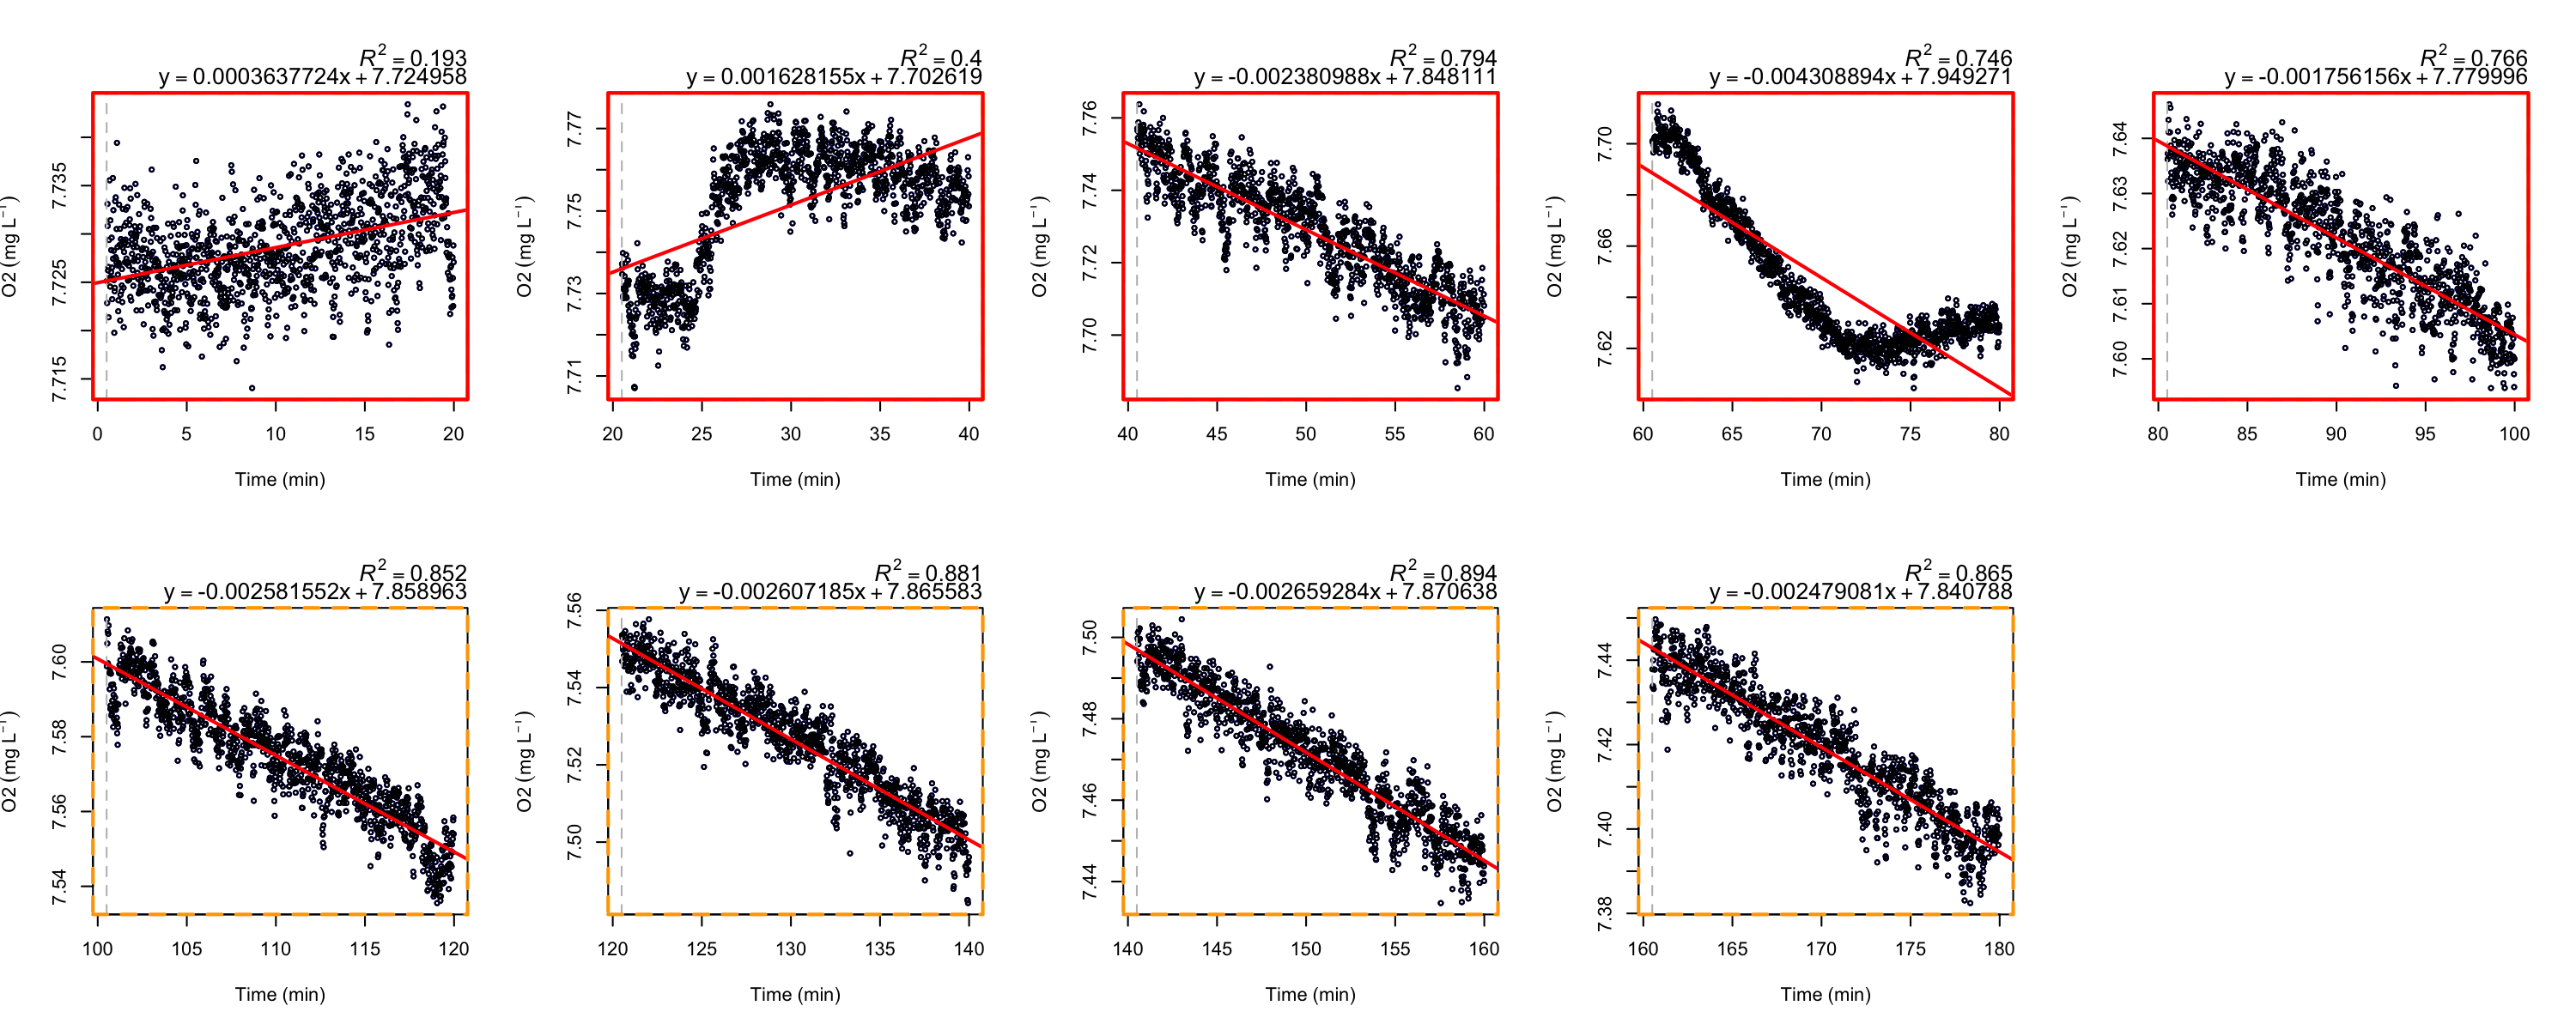 R² = 0.193
y = 0.0003637724x + 7.724958
O2 (mg L⁻¹)
7.735
7.725
7.715
0 5 10 15 20
Time (min)
R² = 0.4
y = 0.001628155x + 7.702619
O2 (mg L⁻¹)
7.77
7.75
7.73
7.71
20 25 30 35 40
Time (min)
R² = 0.794
y = -0.002380988x + 7.848111
O2 (mg L⁻¹)
7.76
7.74
7.72
7.70
40 45 50 55 60
Time (min)
R² = 0.746
y = -0.004308894x + 7.949271
O2 (mg L⁻¹)
7.70
7.66
7.62
60 65 70 75 80
Time (min)
R² = 0.766
y = -0.001756156x + 7.779996
O2 (mg L⁻¹)
7.64
7.63
7.62
7.61
7.60
80 85 90 95 100
Time (min)
R² = 0.852
y = -0.002581552x + 7.858963
O2 (mg L⁻¹)
7.60
7.58
7.56
7.54
100 105 110 115 120
Time (min)
R² = 0.881
y = -0.002607185x + 7.865583
O2 (mg L⁻¹)
7.56
7.54
7.52
7.50
120 125 130 135 140
Time (min)
R² = 0.894
y = -0.002659284x + 7.870638
O2 (mg L⁻¹)
7.50
7.48
7.46
7.44
140 145 150 155 160
Time (min)
R² = 0.865
y = -0.002479081x + 7.840788
O2 (mg L⁻¹)
7.44
7.42
7.40
7.38
160 165 170 175 180
Time (min)